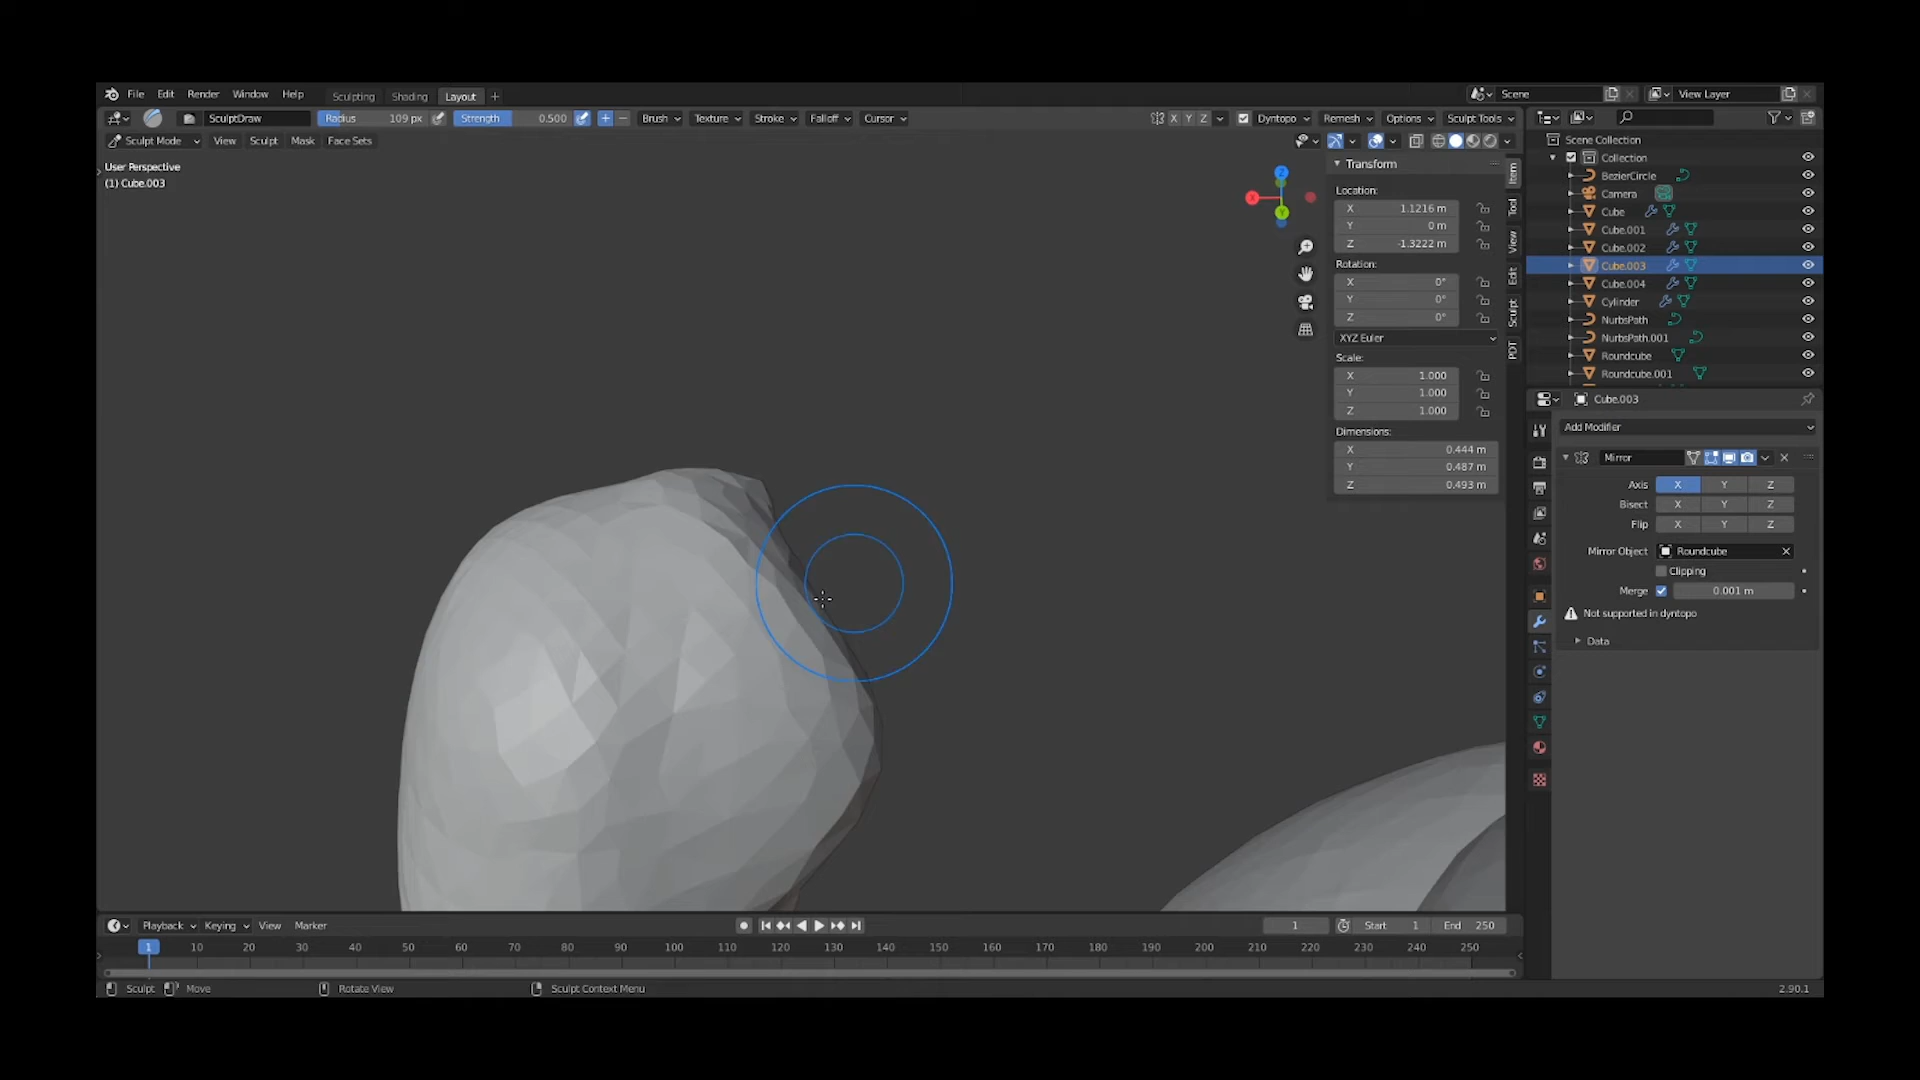 File Edit Render Window Help Sculpting Shading Layout + Scene View Layer
SculptDraw Radius 109 px Strength 0.500 Brush Texture Stroke Falloff Cursor X Y Z Dyntopo Remesh Options Sculpt Tools
Sculpt Mode View Sculpt Mask Face Sets
User Perspective
(1) Cube.003
Z
X
Y
Transform
Location:
X 1.1216 m
Y 0 m
Z -1.3222 m
Rotation:
X 0°
Y 0°
Z 0°
XYZ Euler
Scale:
X 1.000
Y 1.000
Z 1.000
Dimensions:
X 0.444 m
Y 0.487 m
Z 0.493 m
Item
Tool
View
Edit
Sculpt
PDT
Scene Collection
Collection
BezierCircle
Camera
Cube
Cube.001
Cube.002
Cube.003
Cube.004
Cylinder
NurbsPath
NurbsPath.001
Roundcube
Roundcube.001
Cube.003
Add Modifier
Mirror
Axis X Y Z
Bisect X Y Z
Flip X Y Z
Mirror Object Roundcube
Clipping
Merge 0.001 m
Not supported in dyntopo
Data
Playback Keying View Marker 1 Start 1 End 250
1 10 20 30 40 50 60 70 80 90 100 110 120 130 140 150 160 170 180 190 200 210 220 230 240 250
Sculpt Move Rotate View Sculpt Context Menu 2.90.1